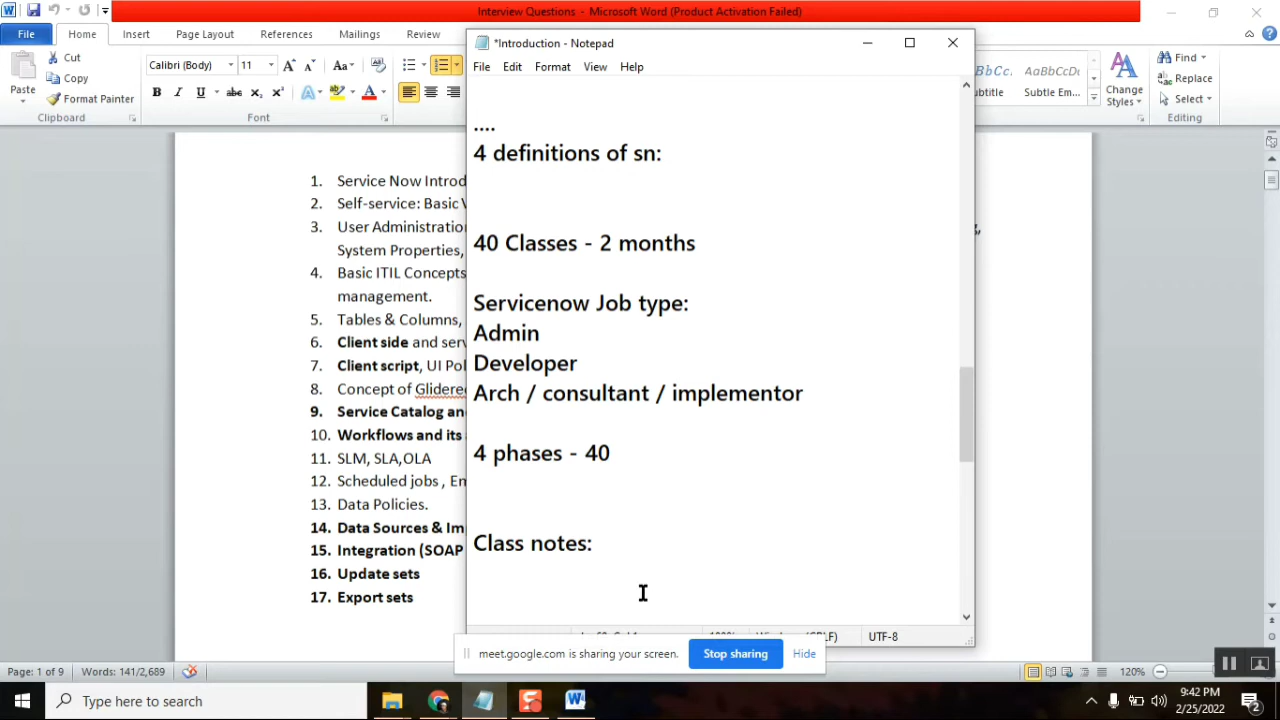 Interview Questions - Microsoft Word (Product Activation Failed)
File Home Insert Page Layout References Mailings Review
Cut
Copy
Format Painter
Paste
Clipboard
Calibri (Body) 11
Font
Subtitle
AaBbCcDc
Subtle Em...
Change
Styles
Find
Replace
Select
Editing
*Introduction - Notepad
File Edit Format View Help
....
4 definitions of sn:
40 Classes - 2 months
Servicenow Job type:
Admin
Developer
Arch / consultant / implementor
4 phases - 40
Class notes:
UTF-8
1. Service Now Introd
2. Self-service: Basic
3. User Administration
System Properties,
4. Basic ITIL Concepts
management.
5. Tables & Columns,
6. Client side and serv
7. Client script, UI Pol
8. Concept of Gliderec
9. Service Catalog an
10. Workflows and its
11. SLM, SLA,OLA
12. Scheduled jobs , Em
13. Data Policies.
14. Data Sources & Im
15. Integration (SOAP
16. Update sets
17. Export sets
meet.google.com is sharing your screen. Stop sharing Hide
Page: 1 of 9 Words: 141/2,689 120%
Type here to search
9:42 PM
2/25/2022
2